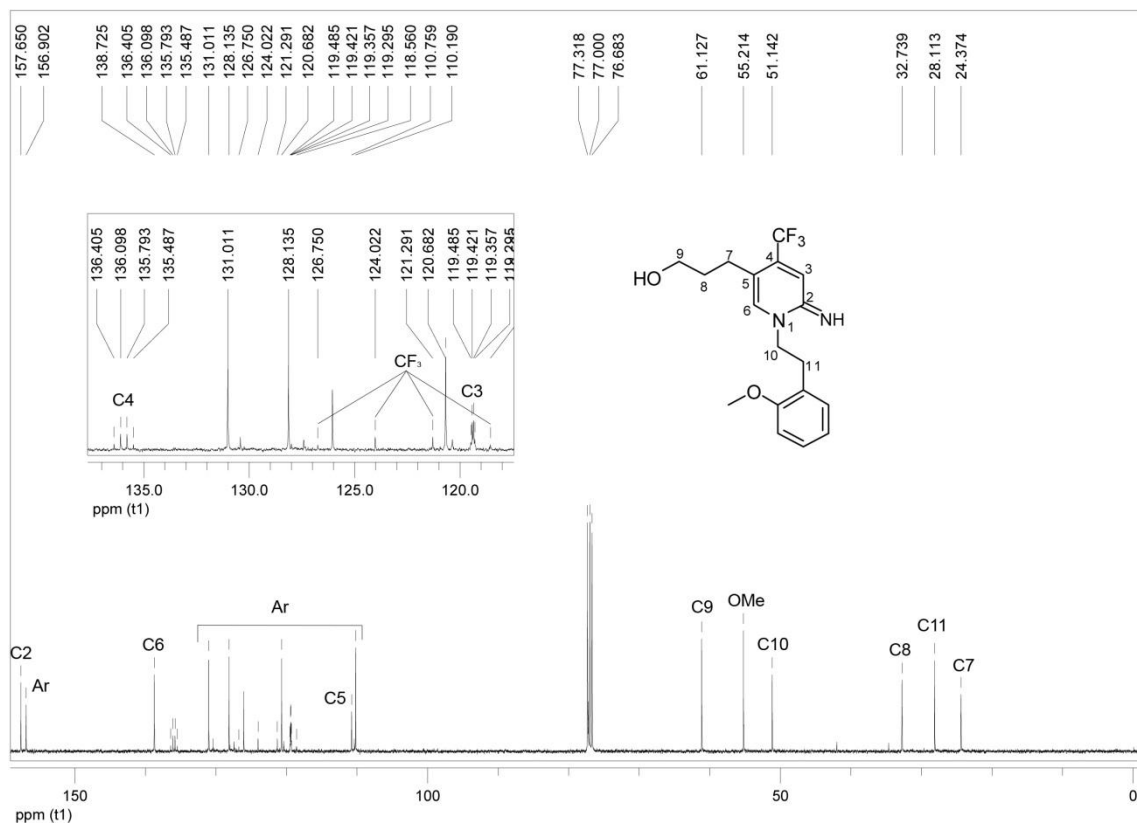 157.650
156.902
138.725
136.405
136.098
135.793
135.487
131.011
128.135
126.750
124.022
121.291
120.682
119.485
119.421
119.357
119.295
118.560
110.759
110.190
77.318
77.000
76.683
61.127
55.214
51.142
32.739
28.113
24.374
136.405
136.098
135.793
135.487
131.011
128.135
126.750
124.022
121.291
120.682
119.485
119.421
119.357
119.295
C4
CF₃
C3
135.0
130.0
125.0
120.0
ppm (t1)
CF₃
9
7
4
3
HO
8
5
2
6
N
1
NH
10
11
O
C2
Ar
C6
Ar
C5
C9
OMe
C10
C8
C11
C7
150
100
50
0
ppm (t1)